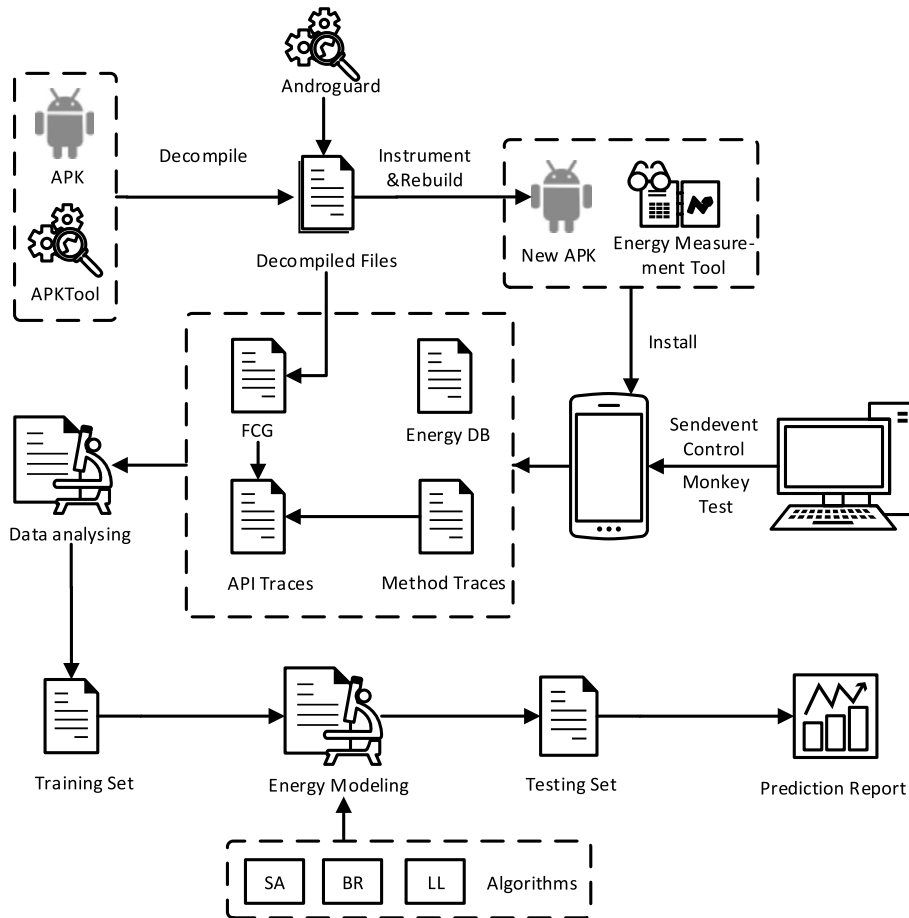 Androguard
APK
APKTool
Decompile
Decompiled Files
Instrument
&Rebuild
New APK
Energy Measure-
ment Tool
Install
FCG
Energy DB
API Traces
Method Traces
Sendevent
Control
Monkey
Test
Data analysing
Training Set
Energy Modeling
Testing Set
Prediction Report
SA
BR
LL
Algorithms